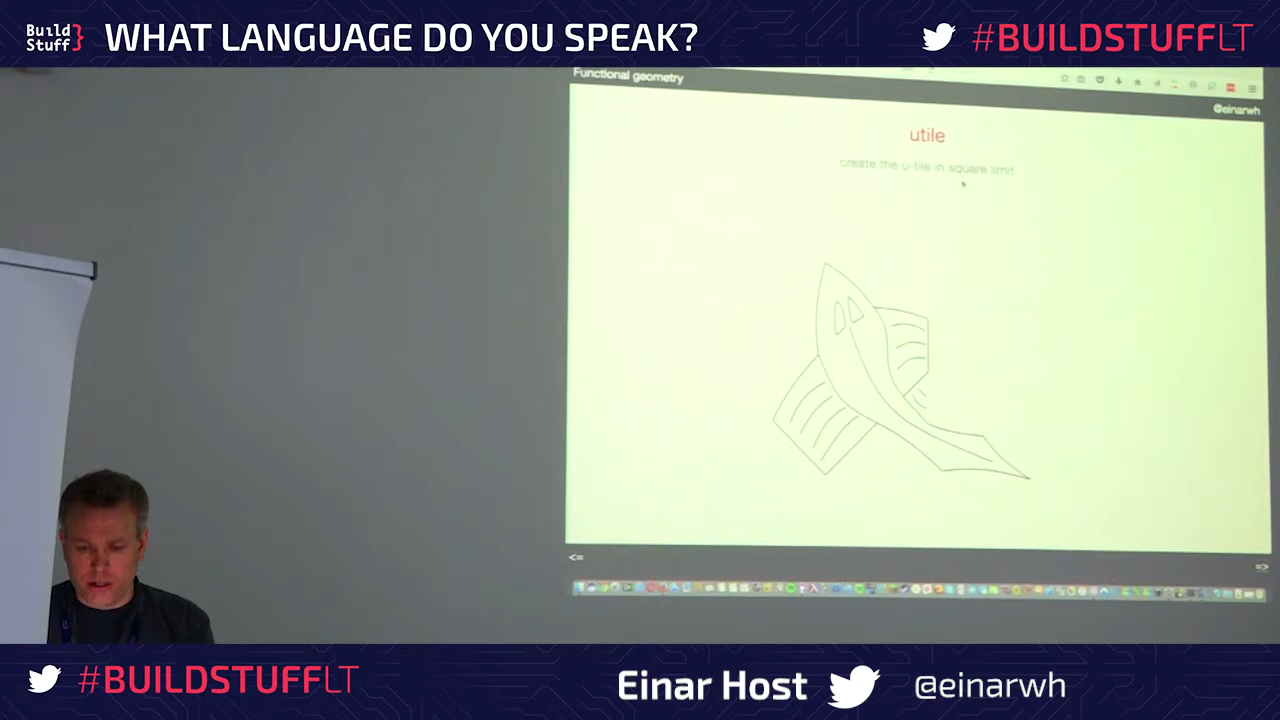 Build
Stuff}
WHAT LANGUAGE DO YOU SPEAK?
#BUILDSTUFFLT
Functional geometry
@einarwh
utile
create the u-tile in square limit
<=
=>
#BUILDSTUFFLT
Einar Host
@einarwh